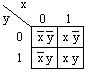 x
y 0 1
0 x̅ y̅ x y̅
1 x̅ y x y